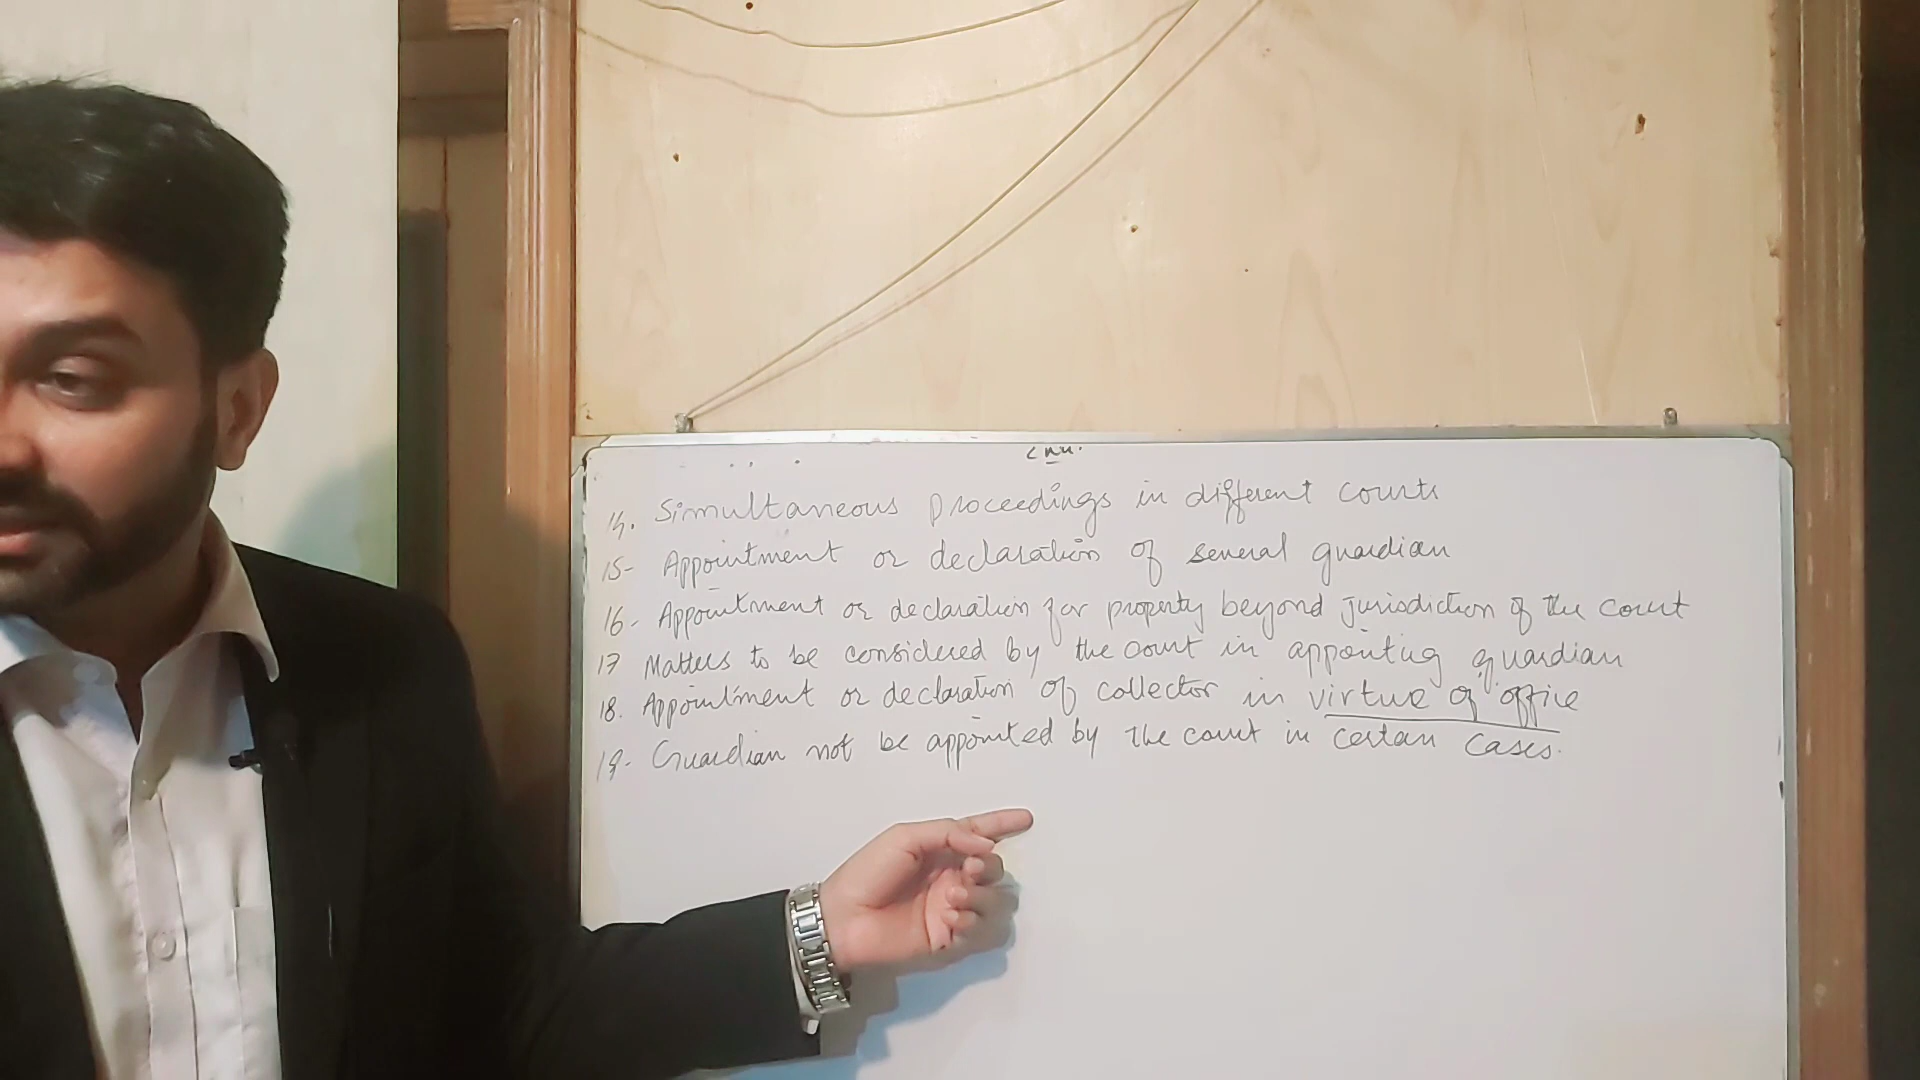 14. Simultaneous Proceedings in different courts
15- Appointment or declaration of several guardian
16- Appointment or declaration for property beyond jurisdiction of the court
17 Matters to be considered by the court in appointing guardian
18. Appointment or declaration of collector in virtue of office
19- Guardian not be appointed by the court in certain cases.